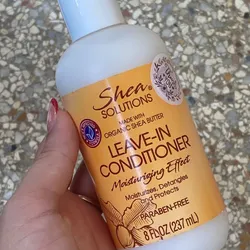 Shea
SOLUTIONS
MADE WITH
ORGANIC SHEA BUTTER
LEAVE-IN
CONDITIONER
Moisturizing Effect
Moisturizes, Detangles
and Protects
PARABEN-FREE
8 FL OZ (237 mL)